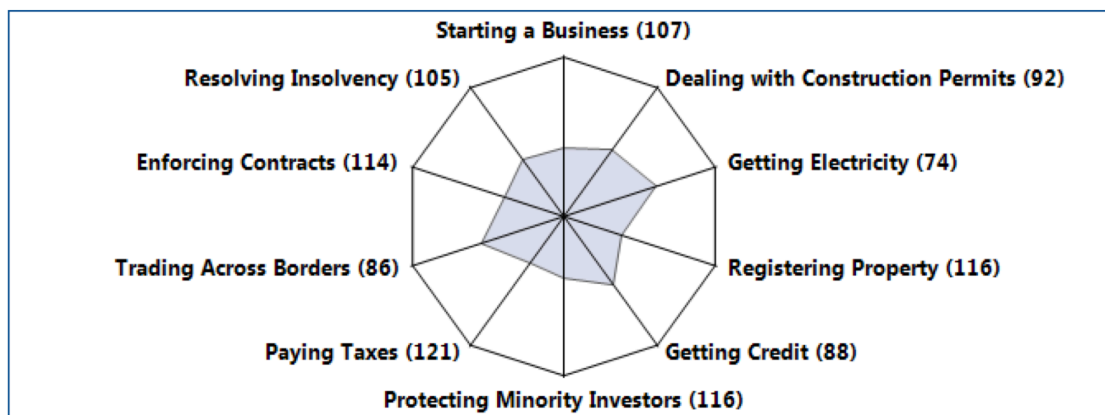 Starting a Business (107)
Resolving Insolvency (105)
Dealing with Construction Permits (92)
Enforcing Contracts (114)
Getting Electricity (74)
Trading Across Borders (86)
Registering Property (116)
Paying Taxes (121)
Getting Credit (88)
Protecting Minority Investors (116)